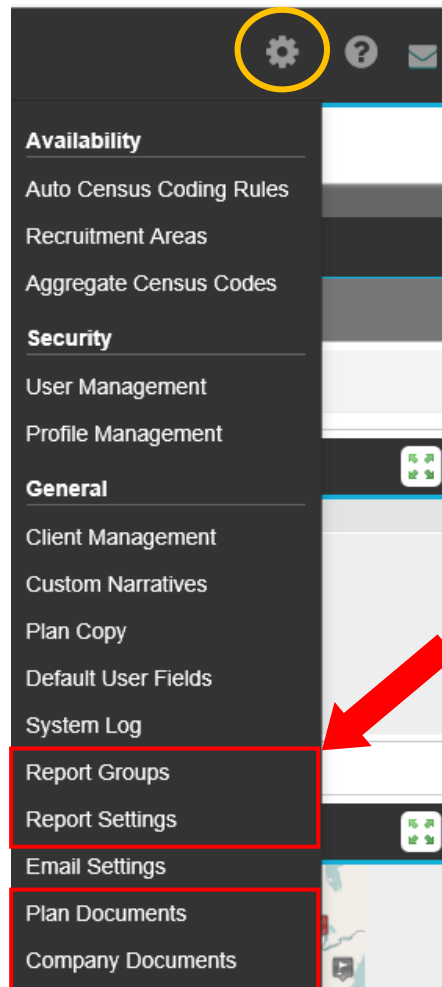 Availability
Auto Census Coding Rules
Recruitment Areas
Aggregate Census Codes
Security
User Management
Profile Management
General
Client Management
Custom Narratives
Plan Copy
Default User Fields
System Log
Report Groups
Report Settings
Email Settings
Plan Documents
Company Documents